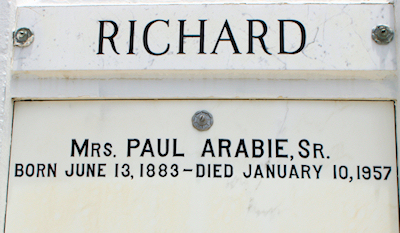 RICHARD
MRS. PAUL ARABIE, SR.
BORN JUNE 13, 1883-DIED JANUARY 10, 1957